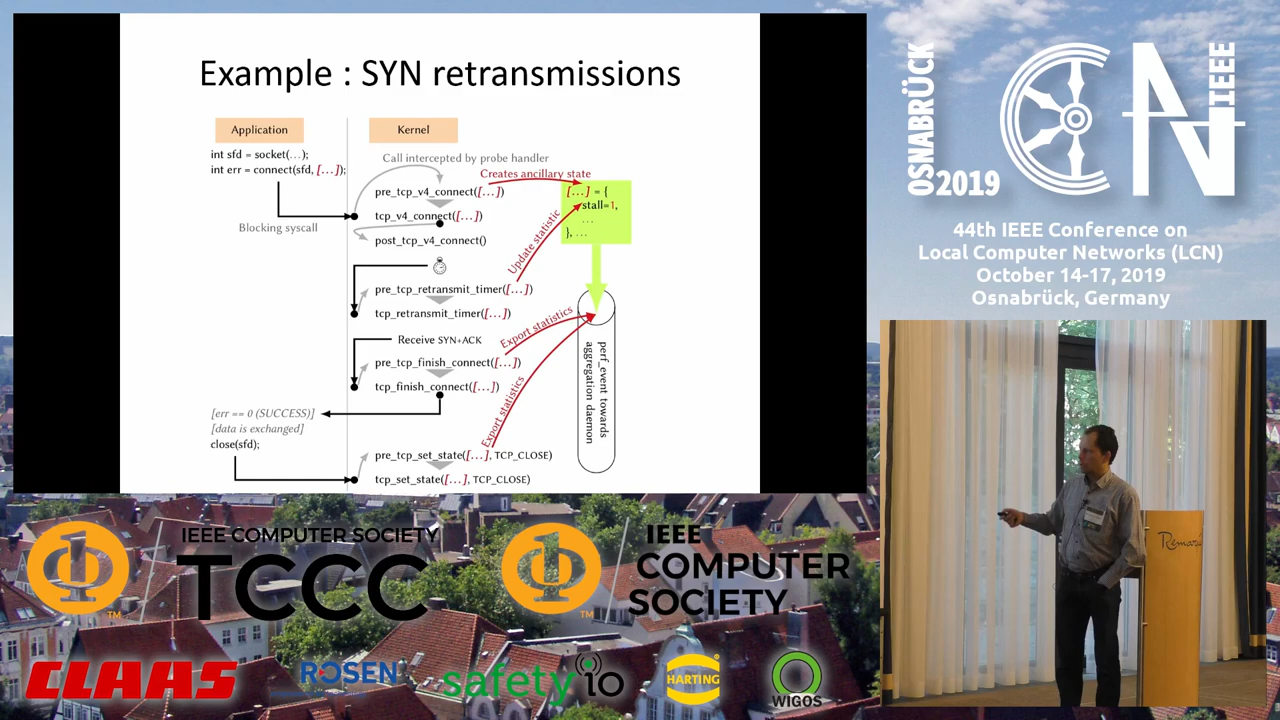 Example : SYN retransmissions
Application
Kernel
int sfd = socket(...);
int err = connect(sfd, [...]);
Call intercepted by probe handler
Creates ancillary state
pre_tcp_v4_connect([...])
[...] = {
stall=1,
...
}, ...
tcp_v4_connect([...])
Blocking syscall
post_tcp_v4_connect()
Update statistic
pre_tcp_retransmit_timer([...])
tcp_retransmit_timer([...])
Export statistics
Receive SYN+ACK
pre_tcp_finish_connect([...])
tcp_finish_connect([...])
perf_event towards
aggregation daemon
[err == 0 (SUCCESS)]
[data is exchanged]
close(sfd);
Export statistics
pre_tcp_set_state([...], TCP_CLOSE)
tcp_set_state([...], TCP_CLOSE)
OSNABRÜCK
2019
LCN
IEEE
44th IEEE Conference on
Local Computer Networks (LCN)
October 14-17, 2019
Osnabrück, Germany
TM
IEEE COMPUTER SOCIETY
TCCC
TM
IEEE
COMPUTER
SOCIETY
CLAAS
ROSEN
safety io
HARTING
WIGOS